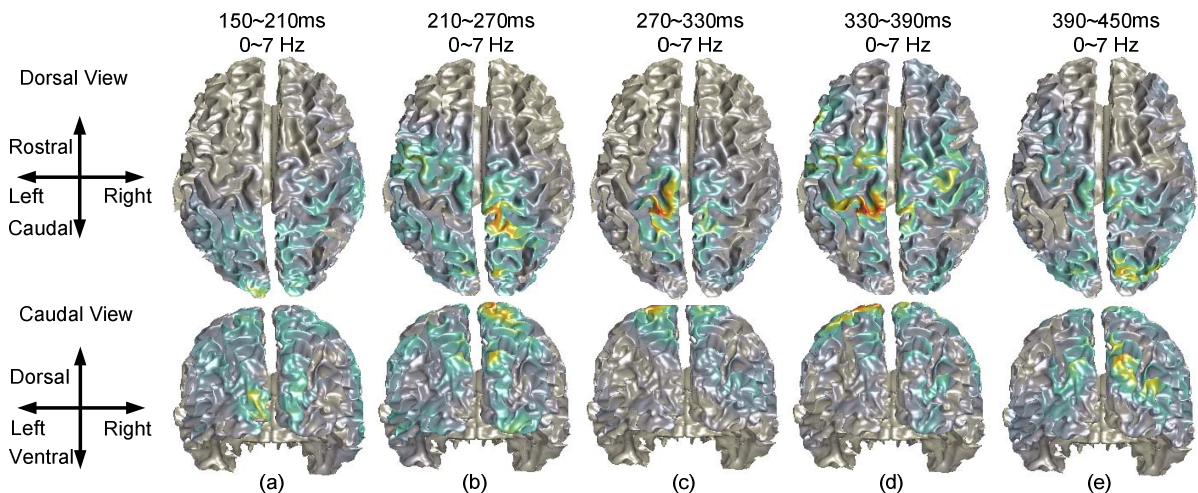 150~210ms
0~7 Hz
210~270ms
0~7 Hz
270~330ms
0~7 Hz
330~390ms
0~7 Hz
390~450ms
0~7 Hz
Dorsal View
Rostral
Left
Right
Caudal
Caudal View
Dorsal
Left
Right
Ventral
(a)
(b)
(c)
(d)
(e)